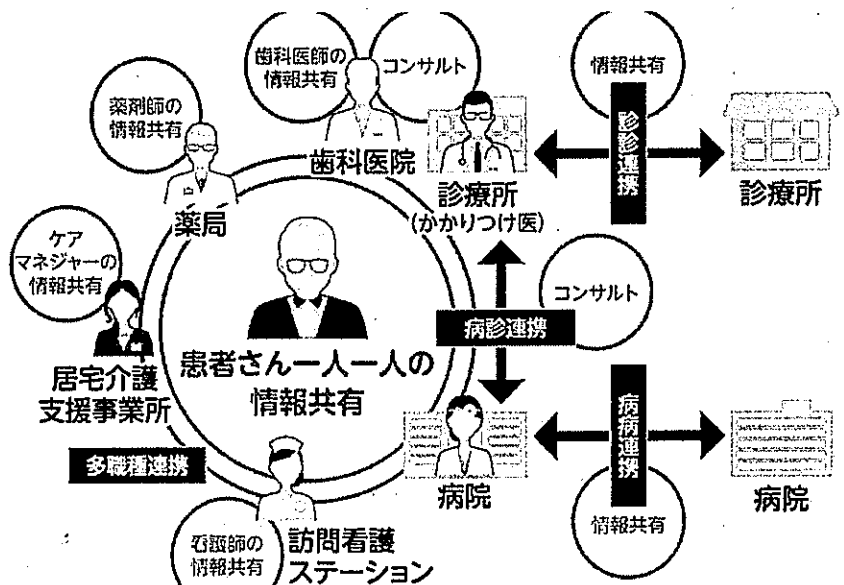 歯科医師の
情報共有
コンサルト
情報共有
薬剤師の
情報共有
診診連携
歯科医院
診療所
(かかりつけ医)
診療所
薬局
ケア
マネジャーの
情報共有
コンサルト
病診連携
患者さん一人一人の
情報共有
居宅介護
支援事業所
病病連携
多職種連携
病院
病院
看護師の
情報共有
訪問看護
ステーション
情報共有